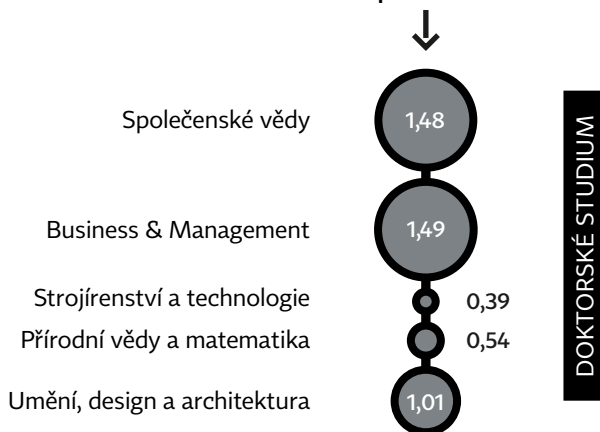 Společenské vědy 1,48
Business & Management 1,49
Strojírenství a technologie 0,39
Přírodní vědy a matematika 0,54
Umění, design a architektura 1,01
DOKTORSKÉ STUDIUM